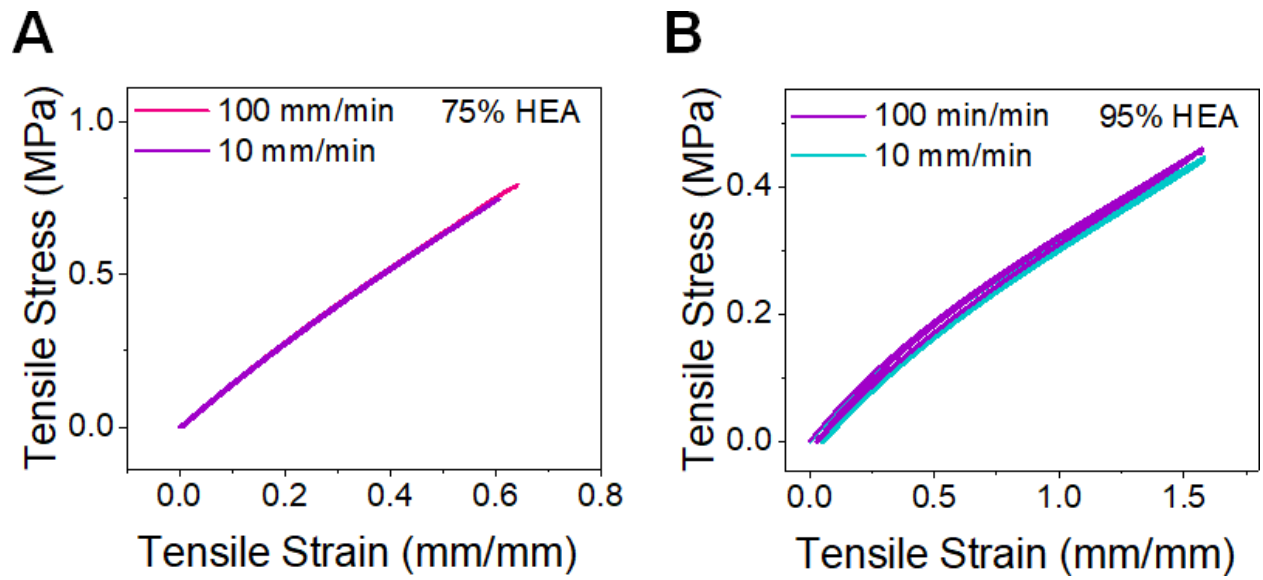 A
100 mm/min 75% HEA
10 mm/min
1.0
0.5
0.0
0.0 0.2 0.4 0.6 0.8
Tensile Stress (MPa)
Tensile Strain (mm/mm)
B
100 min/min 95% HEA
10 mm/min
0.4
0.2
0.0
0.0 0.5 1.0 1.5
Tensile Stress (MPa)
Tensile Strain (mm/mm)